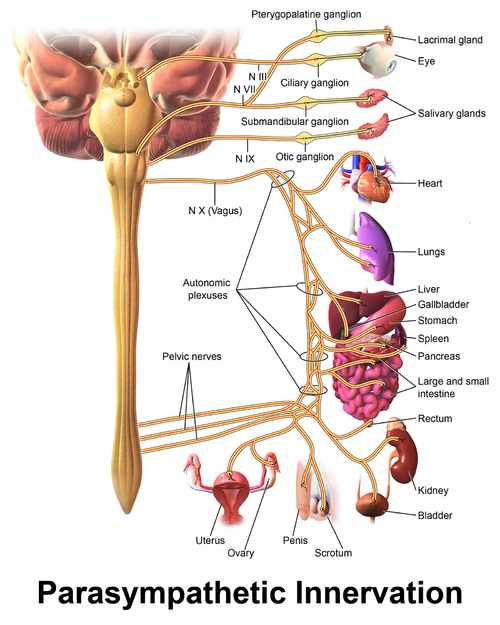 Pterygopalatine ganglion
Lacrimal gland
Eye
N III
Ciliary ganglion
N VII
Submandibular ganglion
Salivary glands
Otic ganglion
N IX
Heart
N X (Vagus)
Lungs
Autonomic
plexuses
Liver
Gallbladder
Stomach
Spleen
Pancreas
Pelvic nerves
Large and small
intestine
Rectum
Kidney
Bladder
Uterus
Ovary
Penis
Scrotum
Parasympathetic Innervation